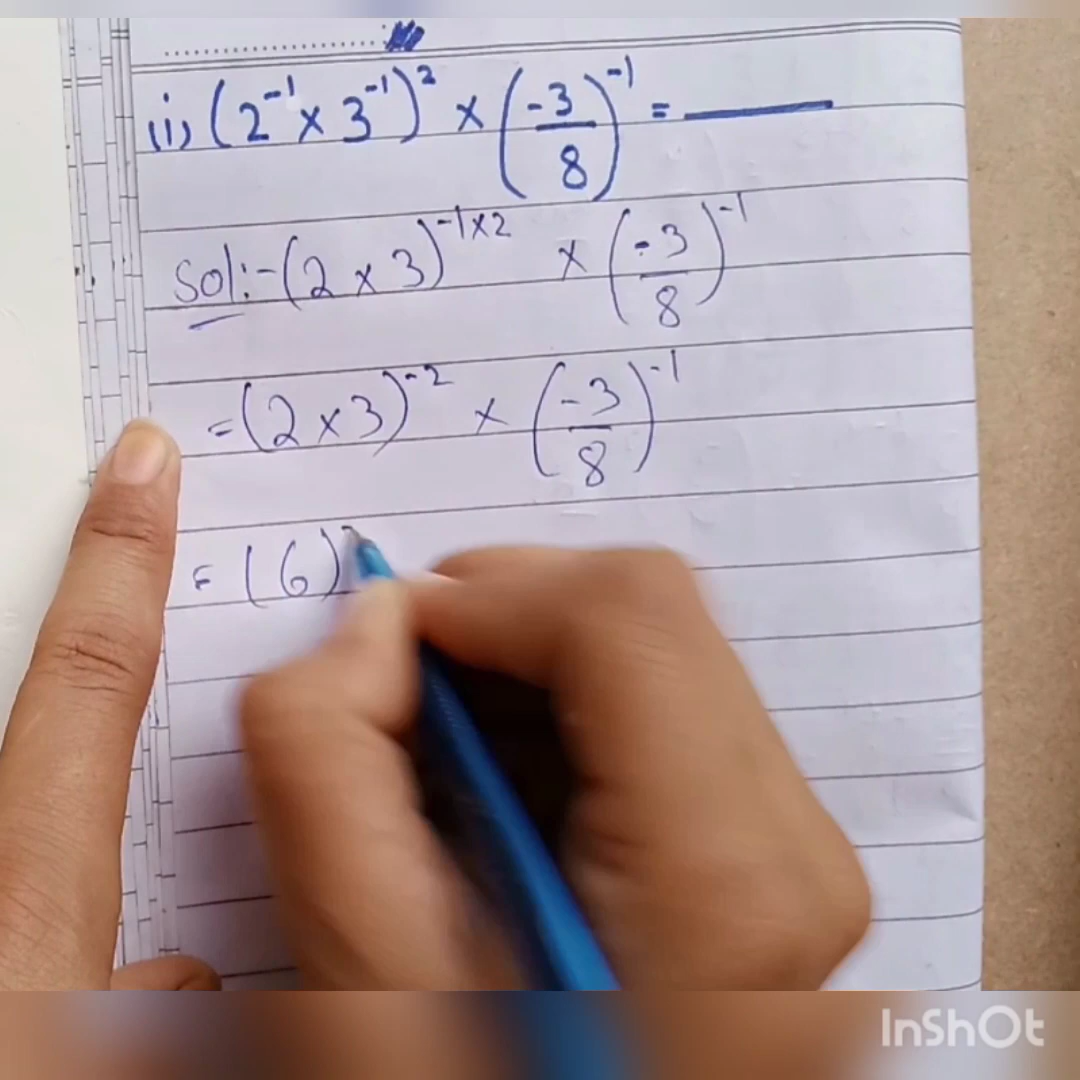 (i) (2⁻¹ × 3⁻¹)² × (-3/8)⁻¹ = ______
Sol:- (2 × 3)⁻¹ˣ² × (-3/8)⁻¹
= (2 × 3)⁻² × (-3/8)⁻¹
= (6)⁻
InShOt